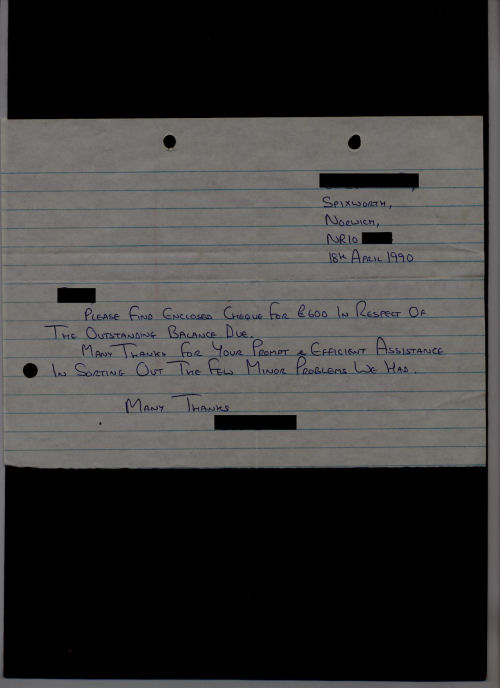 Spixworth,
Norwich,
NR10
18th April 1990
Please Find Enclosed Cheque For £600 In Respect Of
The Outstanding Balance Due.
Many Thanks For Your Prompt & Efficient Assistance
In Sorting Out The Few Minor Problems We Had.
Many Thanks